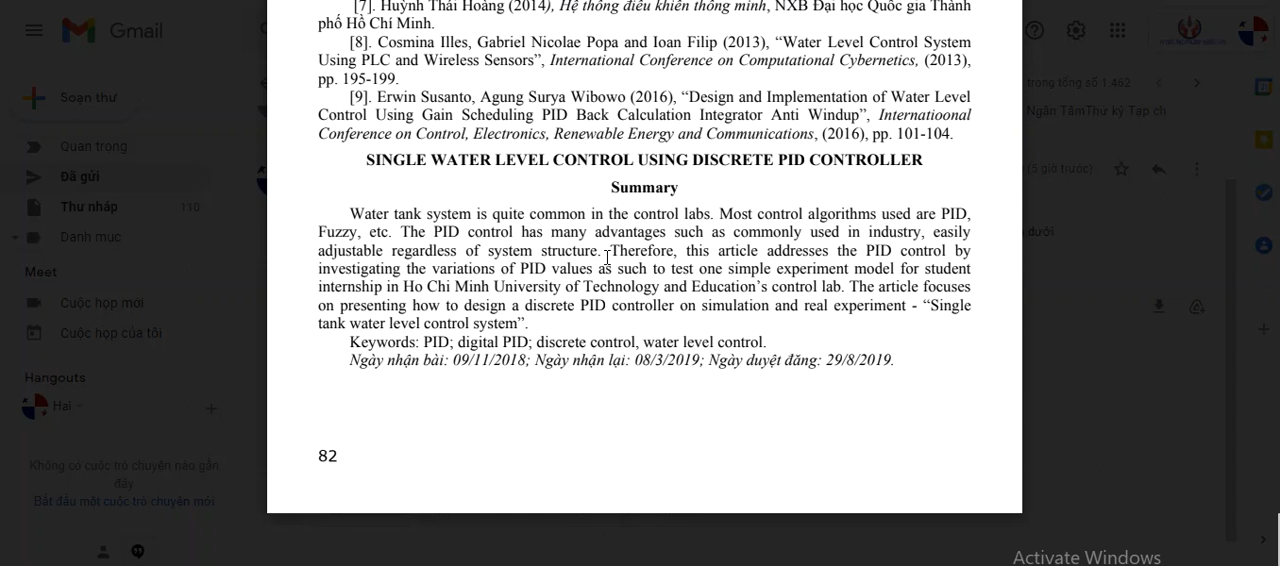 Gmail
[7]. Huỳnh Thái Hoàng (2014), Hệ thống điều khiển thông minh, NXB Đại học Quốc gia Thành
phố Hồ Chí Minh.
[8]. Cosmina Illes, Gabriel Nicolae Popa and Ioan Filip (2013), “Water Level Control System
Using PLC and Wireless Sensors”, International Conference on Computational Cybernetics, (2013),
pp. 195-199.
[9]. Erwin Susanto, Agung Surya Wibowo (2016), “Design and Implementation of Water Level
Control Using Gain Scheduling PID Back Calculation Integrator Anti Windup”, Internatioonal
Conference on Control, Electronics, Renewable Energy and Communications, (2016), pp. 101-104.
SINGLE WATER LEVEL CONTROL USING DISCRETE PID CONTROLLER
Summary
Water tank system is quite common in the control labs. Most control algorithms used are PID,
Fuzzy, etc. The PID control has many advantages such as commonly used in industry, easily
adjustable regardless of system structure. Therefore, this article addresses the PID control by
investigating the variations of PID values as such to test one simple experiment model for student
internship in Ho Chi Minh University of Technology and Education’s control lab. The article focuses
on presenting how to design a discrete PID controller on simulation and real experiment - “Single
tank water level control system”.
Keywords: PID; digital PID; discrete control, water level control.
Ngày nhận bài: 09/11/2018; Ngày nhận lại: 08/3/2019; Ngày duyệt đăng: 29/8/2019.
82
Soạn thư
Quan trọng
Đã gửi
Thư nháp 110
Danh mục
Meet
Cuộc họp mới
Cuộc họp của tôi
Hangouts
Hai
Không có cuộc trò chuyện nào gần
đây
Bắt đầu một cuộc trò chuyện mới
trong tổng số 1.462
Ngân TâmThư ký Tạp ch
(5 giờ trước)
dưới
Activate Windows